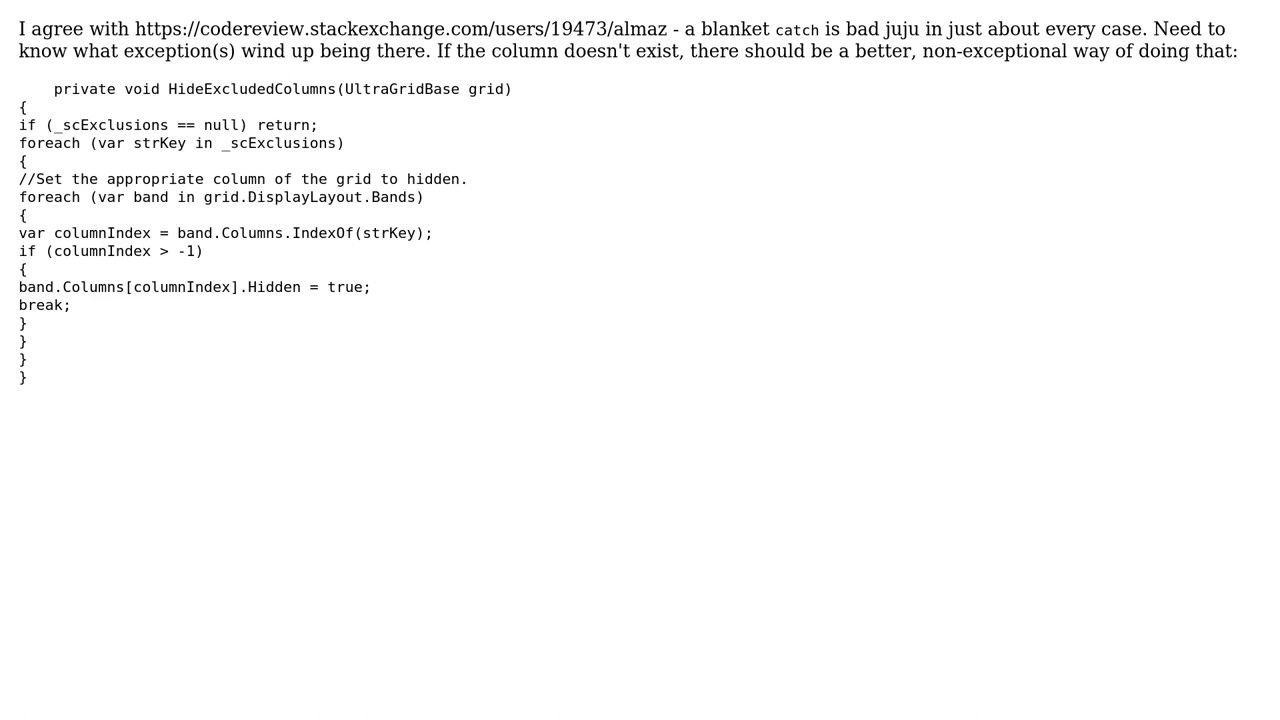 I agree with https://codereview.stackexchange.com/users/19473/almaz - a blanket catch is bad juju in just about every case. Need to
know what exception(s) wind up being there. If the column doesn't exist, there should be a better, non-exceptional way of doing that:
    private void HideExcludedColumns(UltraGridBase grid)
{
if (_scExclusions == null) return;
foreach (var strKey in _scExclusions)
{
//Set the appropriate column of the grid to hidden.
foreach (var band in grid.DisplayLayout.Bands)
{
var columnIndex = band.Columns.IndexOf(strKey);
if (columnIndex > -1)
{
band.Columns[columnIndex].Hidden = true;
break;
}
}
}
}